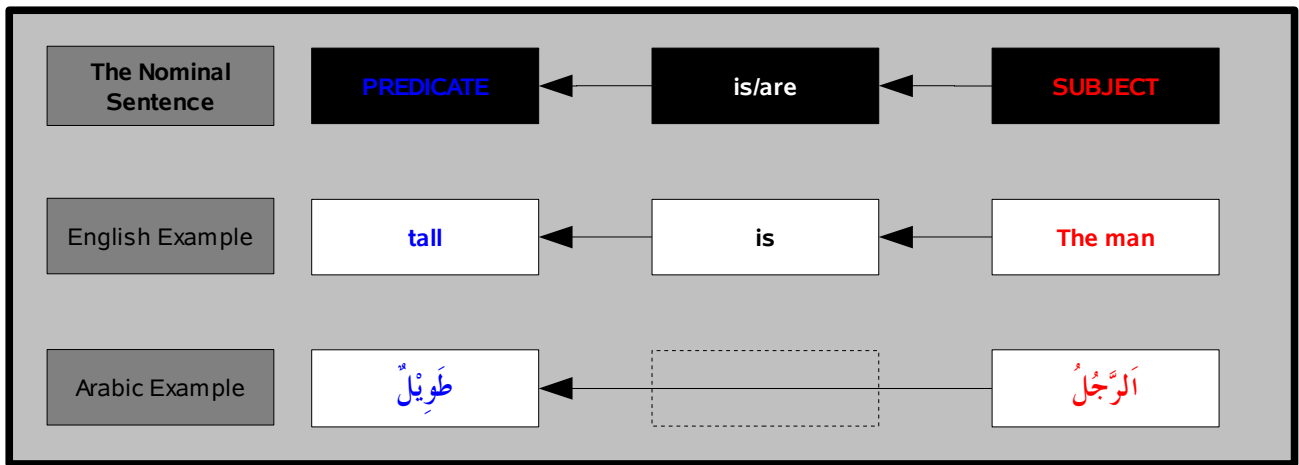 The Nominal
Sentence
PREDICATE
is/are
SUBJECT
English Example
tall
is
The man
Arabic Example
طَوِيْلٌ
اَلرَّجُلُ